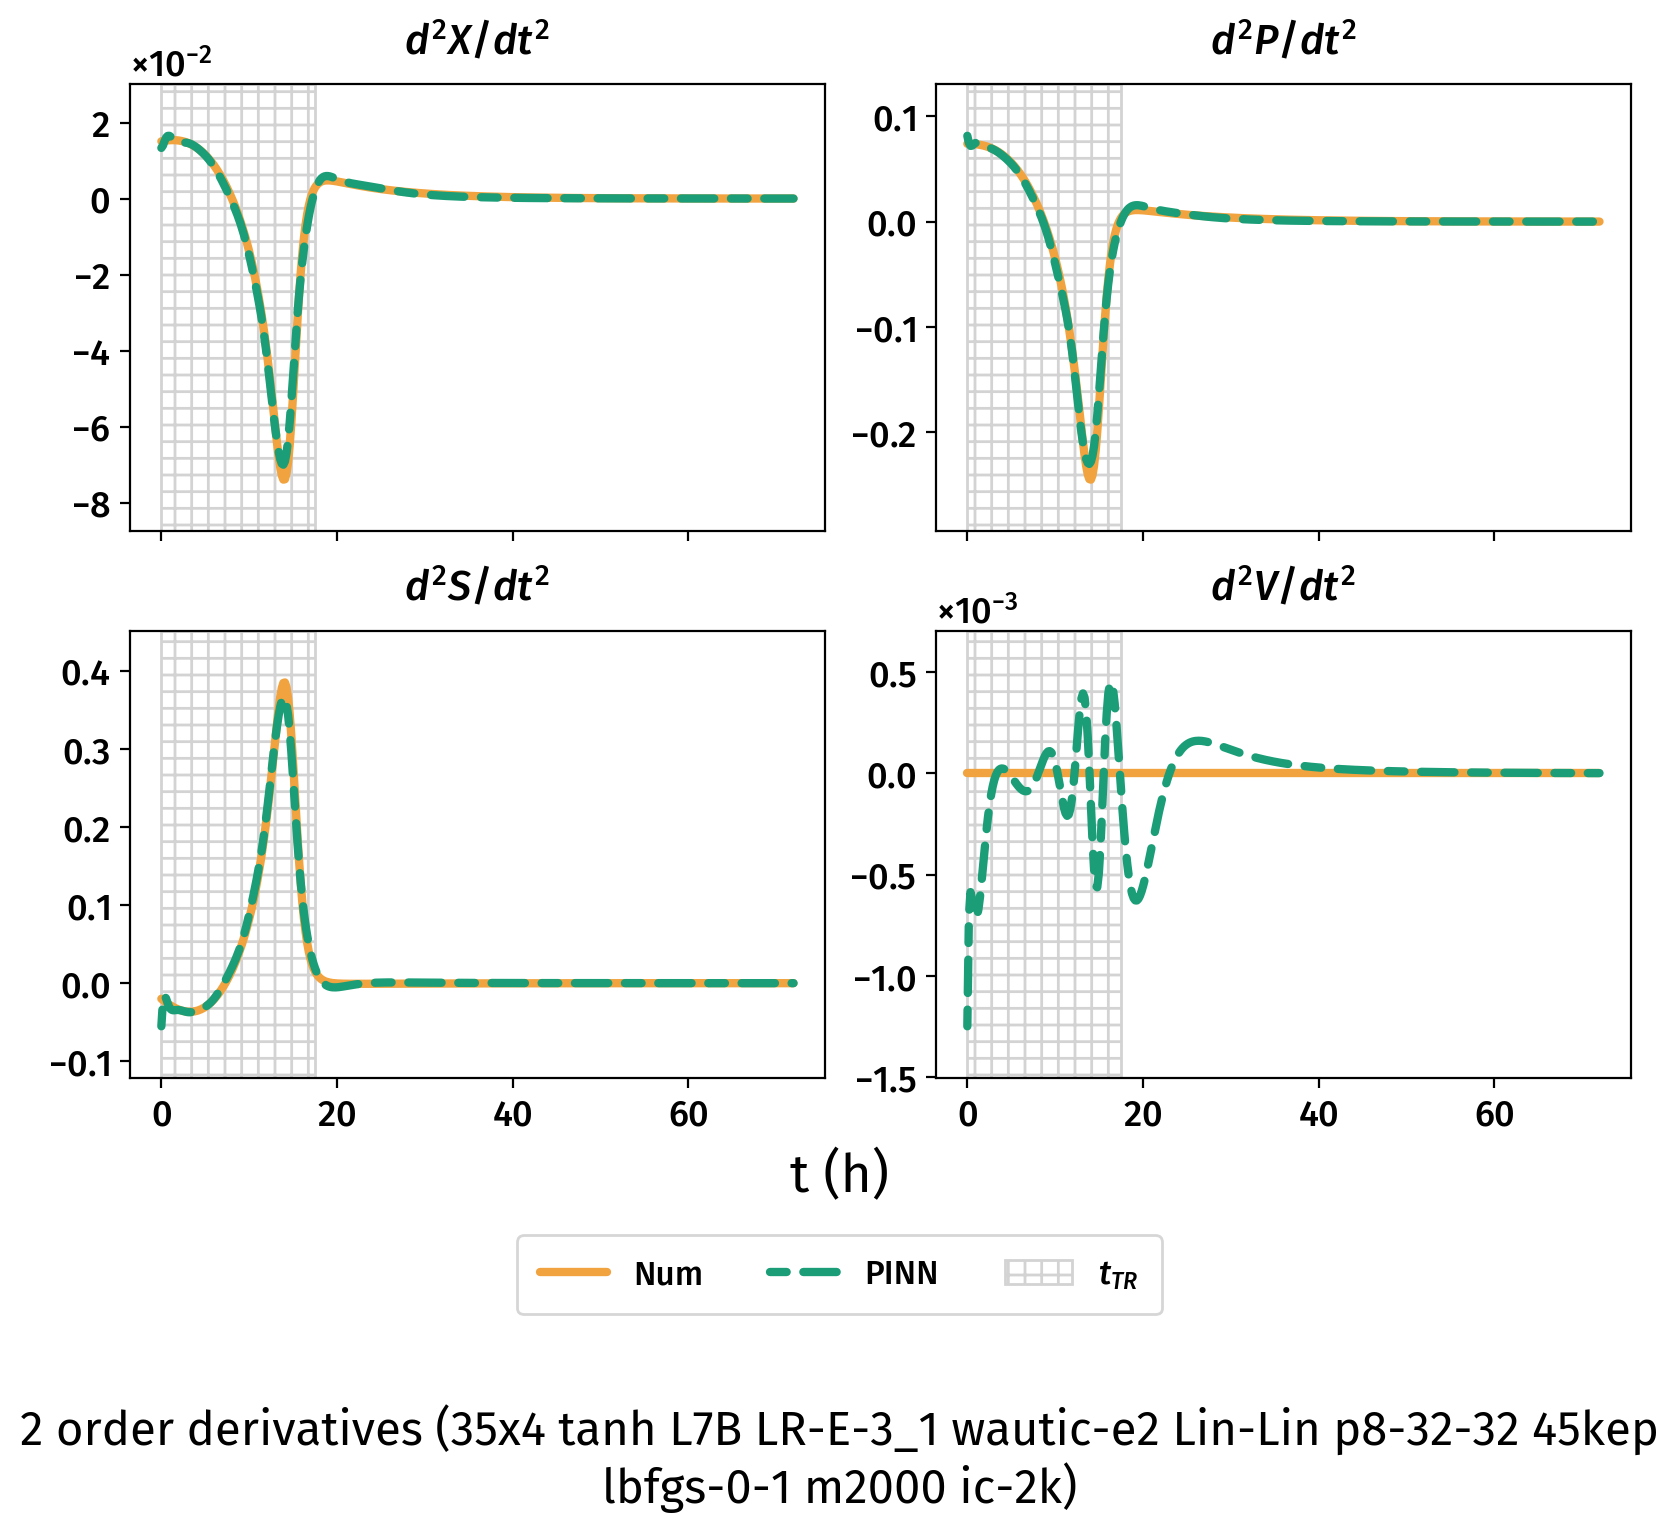 d²X/dt²
d²P/dt²
×10⁻²
2
0
−2
−4
−6
−8
0.1
0.0
−0.1
−0.2
d²S/dt²
d²V/dt²
×10⁻³
0.4
0.3
0.2
0.1
0.0
−0.1
0.5
0.0
−0.5
−1.0
−1.5
0 20 40 60
0 20 40 60
t (h)
Num PINN t_TR
2 order derivatives (35x4 tanh L7B LR-E-3_1 wautic-e2 Lin-Lin p8-32-32 45kep
lbfgs-0-1 m2000 ic-2k)